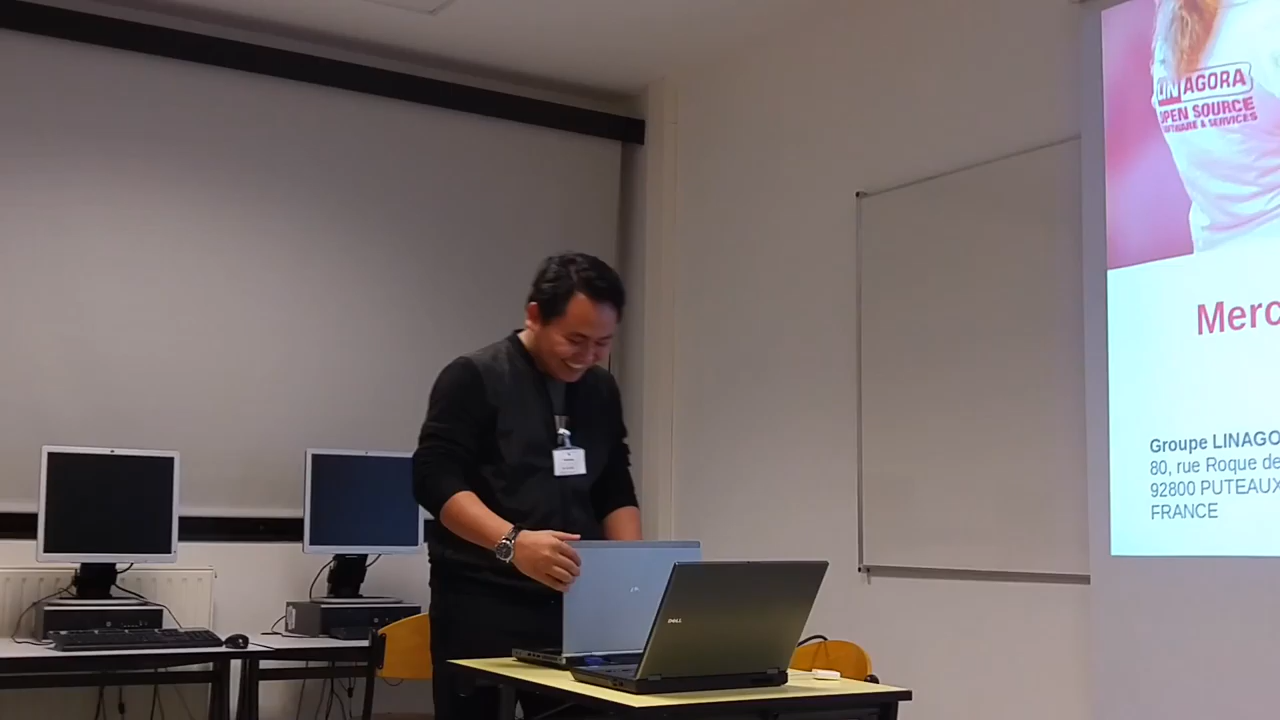 LINAGORA
OPEN SOURCE
SOFTWARE & SERVICES
Merc
Groupe LINAGO
80, rue Roque de
92800 PUTEAUX
FRANCE
DELL